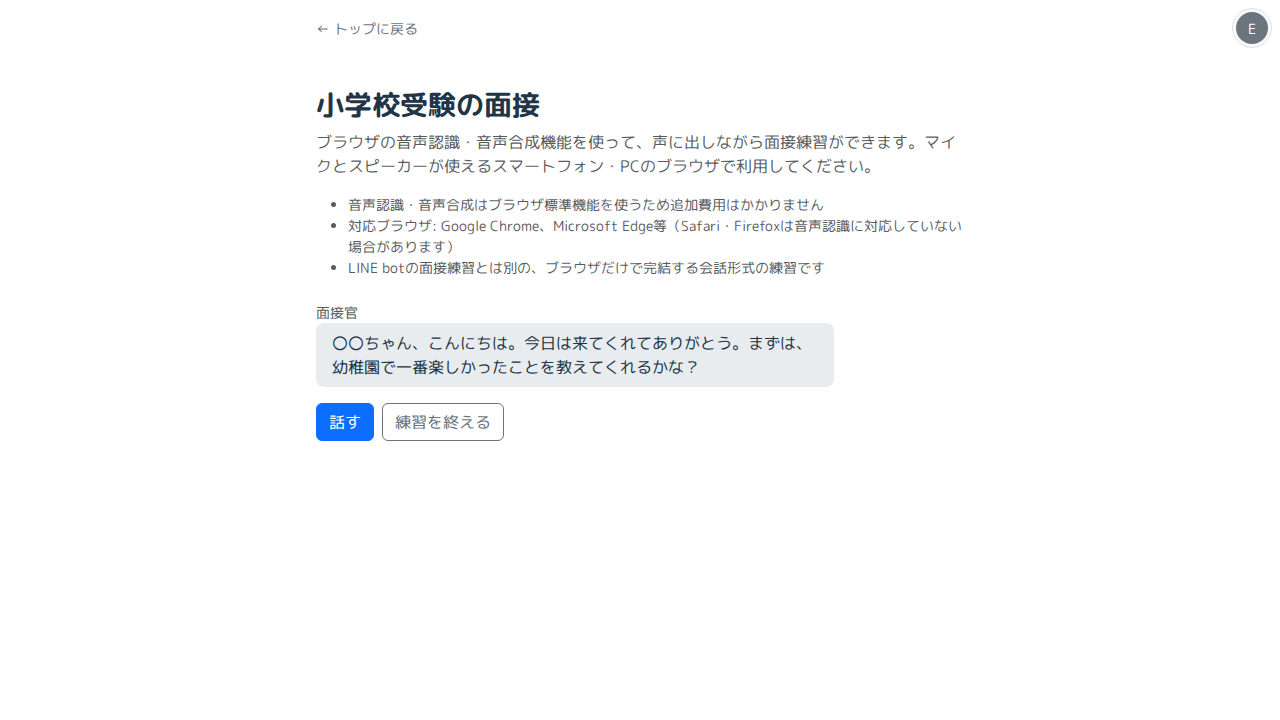 ← トップに戻る
E
小学校受験の面接
ブラウザの音声認識・音声合成機能を使って、声に出しながら面接練習ができます。マイ
クとスピーカーが使えるスマートフォン・PCのブラウザで利用してください。
• 音声認識・音声合成はブラウザ標準機能を使うため追加費用はかかりません
• 対応ブラウザ: Google Chrome、Microsoft Edge等（Safari・Firefoxは音声認識に対応していない
場合があります）
• LINE botの面接練習とは別の、ブラウザだけで完結する会話形式の練習です
面接官
〇〇ちゃん、こんにちは。今日は来てくれてありがとう。まずは、
幼稚園で一番楽しかったことを教えてくれるかな？
話す
練習を終える